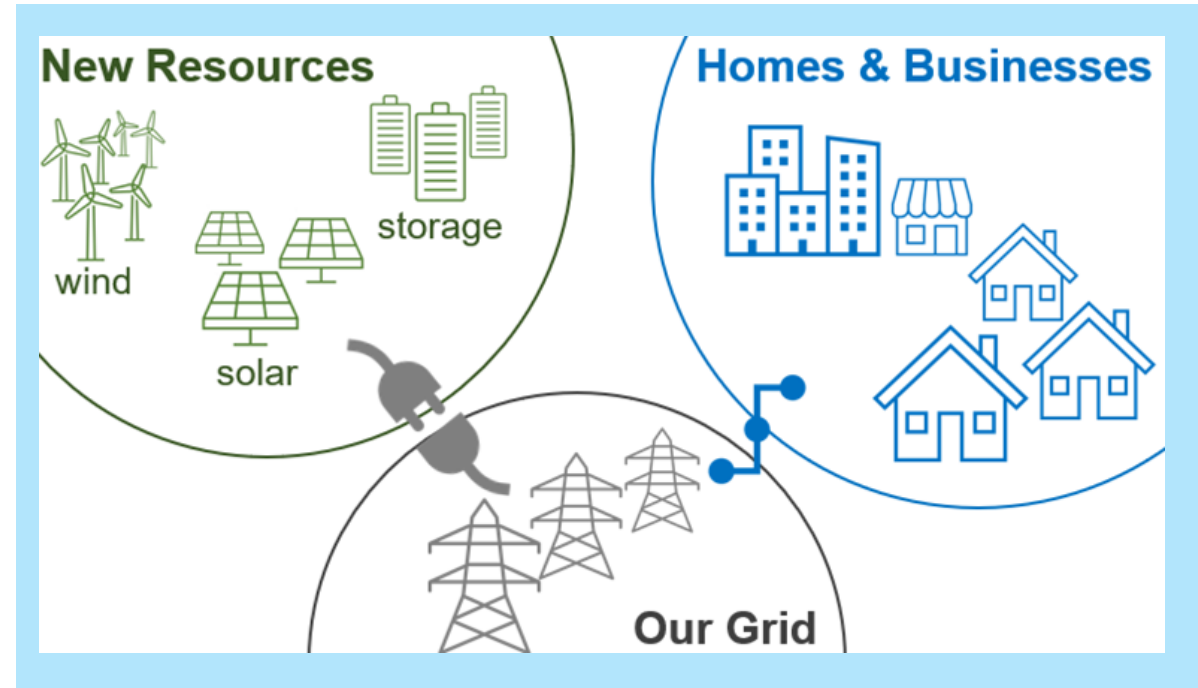 New Resources
Homes & Businesses
storage
wind
solar
Our Grid